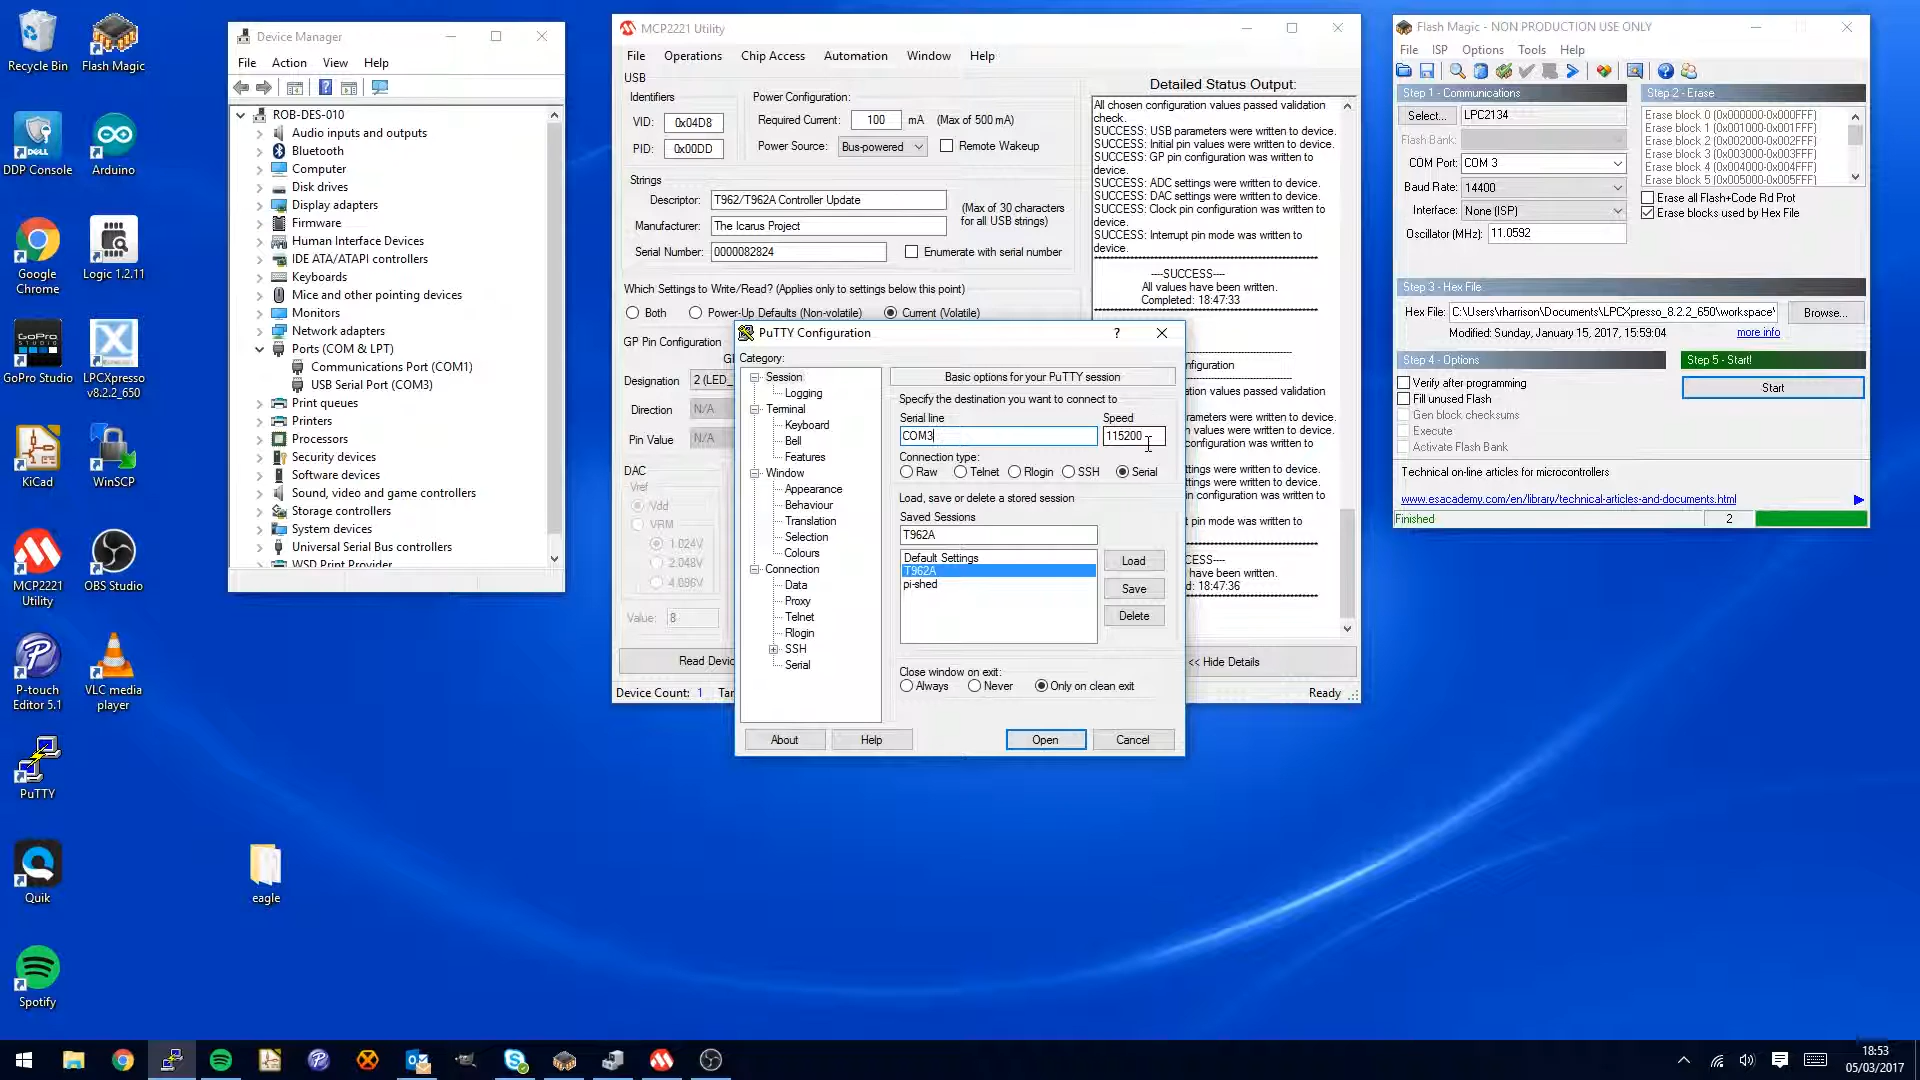 Recycle Bin
Flash Magic
DDP Console
Arduino
Google Chrome
Logic 1.2.11
GoPro Studio
LPCXpresso v8.2.2_650
KiCad
WinSCP
MCP2221 Utility
OBS Studio
P-touch Editor 5.1
VLC media player
PuTTY
Quik
eagle
Spotify
Device Manager
File Action View Help
ROB-DES-010
Audio inputs and outputs
Bluetooth
Computer
Disk drives
Display adapters
Firmware
Human Interface Devices
IDE ATA/ATAPI controllers
Keyboards
Mice and other pointing devices
Monitors
Network adapters
Ports (COM & LPT)
Communications Port (COM1)
USB Serial Port (COM3)
Print queues
Printers
Processors
Security devices
Software devices
Sound, video and game controllers
Storage controllers
System devices
Universal Serial Bus controllers
WSD Print Provider
MCP2221 Utility
File Operations Chip Access Automation Window Help
USB
Identifiers
VID: 0x04D8
PID: 0x00DD
Power Configuration:
Required Current: 100 mA (Max of 500 mA)
Power Source: Bus-powered Remote Wakeup
Strings
Descriptor: T962/T962A Controller Update
Manufacturer: The Icarus Project
Serial Number: 0000082824
(Max of 30 characters
for all USB strings)
Enumerate with serial number
Which Settings to Write/Read? (Applies only to settings below this point)
Both Power-Up Defaults (Non-volatile) Current (Volatile)
GP Pin Configuration
Designation 2 (LED_
Direction N/A
Pin Value N/A
DAC
Vref
Vdd
VRM
1.024V
2.048V
4.096V
Value: 8
Read Devi
<< Hide Details
Device Count: 1 Tar
Ready
Detailed Status Output:
All chosen configuration values passed validation
check.
SUCCESS: USB parameters were written to device.
SUCCESS: Initial pin values were written to device.
SUCCESS: GP pin configuration was written to
device.
SUCCESS: ADC settings were written to device.
SUCCESS: DAC settings were written to device.
SUCCESS: Clock pin configuration was written to
device.
SUCCESS: Interrupt pin mode was written to
device.
----SUCCESS----
All values have been written.
Completed: 18:47:33
figuration
ation values passed validation
rameters were written to device.
n values were written to device.
configuration was written to
ttings were written to device.
ttings were written to device.
n configuration was written to
t pin mode was written to
CESS----
have been written.
d: 18:47:36
PuTTY Configuration
Category:
Session
Logging
Terminal
Keyboard
Bell
Features
Window
Appearance
Behaviour
Translation
Selection
Colours
Connection
Data
Proxy
Telnet
Rlogin
SSH
Serial
Basic options for your PuTTY session
Specify the destination you want to connect to
Serial line Speed
COM3 115200
Connection type:
Raw Telnet Rlogin SSH Serial
Load, save or delete a stored session
Saved Sessions
T962A
Default Settings
T962A
pi-shed
Load
Save
Delete
Close window on exit:
Always Never Only on clean exit
About Help Open Cancel
Flash Magic - NON PRODUCTION USE ONLY
File ISP Options Tools Help
Step 1 - Communications
Select... LPC2134
Flash Bank:
COM Port: COM 3
Baud Rate: 14400
Interface: None (ISP)
Oscillator (MHz): 11.0592
Step 2 - Erase
Erase block 0 (0x000000-0x000FFF)
Erase block 1 (0x001000-0x001FFF)
Erase block 2 (0x002000-0x002FFF)
Erase block 3 (0x003000-0x003FFF)
Erase block 4 (0x004000-0x004FFF)
Erase block 5 (0x005000-0x005FFF)
Erase all Flash+Code Rd Prot
Erase blocks used by Hex File
Step 3 - Hex File
Hex File: C:\Users\rharrison\Documents\LPCXpresso_8.2.2_650\workspace\ Browse...
Modified: Sunday, January 15, 2017, 15:59:04 more info
Step 4 - Options
Verify after programming
Fill unused Flash
Gen block checksums
Execute
Activate Flash Bank
Step 5 - Start!
Start
Technical on-line articles for microcontrollers
www.esacademy.com/en/library/technical-articles-and-documents.html
Finished 2
18:53
05/03/2017